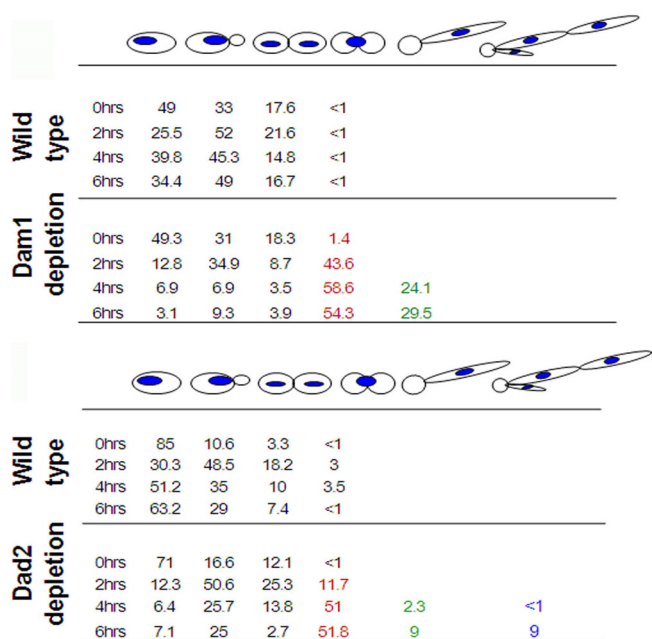 Wild type
0hrs 49 33 17.6 <1
2hrs 25.5 52 21.6 <1
4hrs 39.8 45.3 14.8 <1
6hrs 34.4 49 16.7 <1
Dam1 depletion
0hrs 49.3 31 18.3 1.4
2hrs 12.8 34.9 8.7 43.6
4hrs 6.9 6.9 3.5 58.6 24.1
6hrs 3.1 9.3 3.9 54.3 29.5
Wild type
0hrs 85 10.6 3.3 <1
2hrs 30.3 48.5 18.2 3
4hrs 51.2 35 10 3.5
6hrs 63.2 29 7.4 <1
Dad2 depletion
0hrs 71 16.6 12.1 <1
2hrs 12.3 50.6 25.3 11.7
4hrs 6.4 25.7 13.8 51 2.3 <1
6hrs 7.1 25 2.7 51.8 9 9